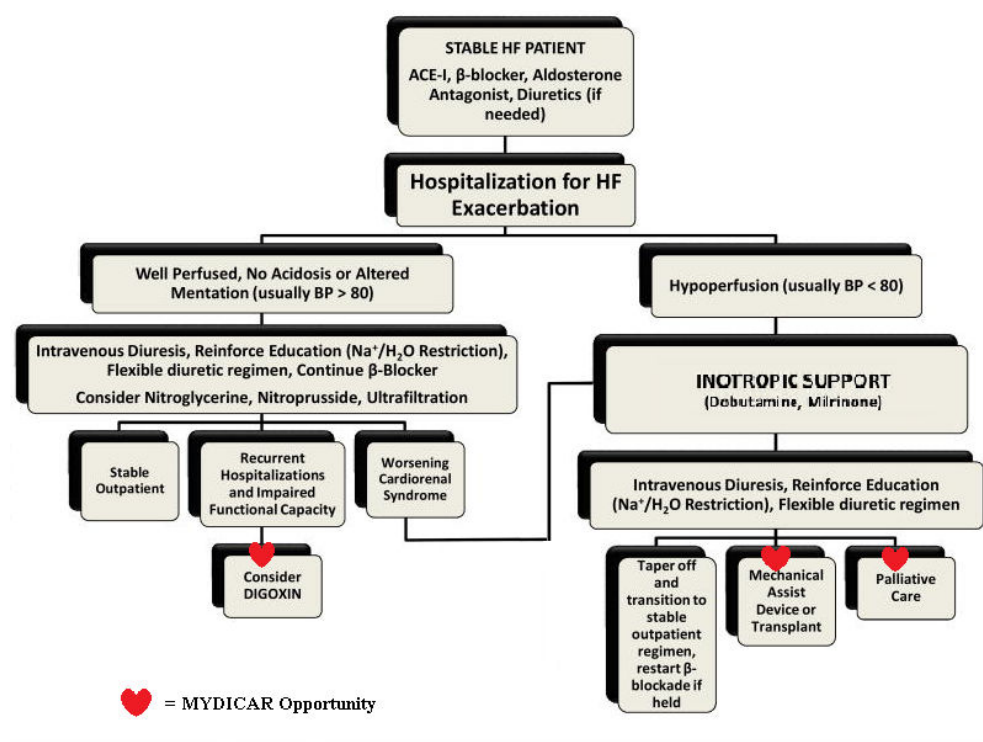 STABLE HF PATIENT
ACE-I, β-blocker, Aldosterone
Antagonist, Diuretics (if
needed)
Hospitalization for HF
Exacerbation
Well Perfused, No Acidosis or Altered
Mentation (usually BP > 80)
Hypoperfusion (usually BP < 80)
Intravenous Diuresis, Reinforce Education (Na⁺/H₂O Restriction),
Flexible diuretic regimen, Continue β-Blocker
Consider Nitroglycerine, Nitroprusside, Ultrafiltration
INOTROPIC SUPPORT
(Dobutamine, Milrinone)
Stable
Outpatient
Recurrent
Hospitalizations
and Impaired
Functional Capacity
Worsening
Cardiorenal
Syndrome
Intravenous Diuresis, Reinforce Education
(Na⁺/H₂O Restriction), Flexible diuretic regimen
Consider
DIGOXIN
Taper off
and
transition to
stable
outpatient
regimen,
restart β-
blockade if
held
Mechanical
Assist
Device or
Transplant
Palliative
Care
= MYDICAR Opportunity